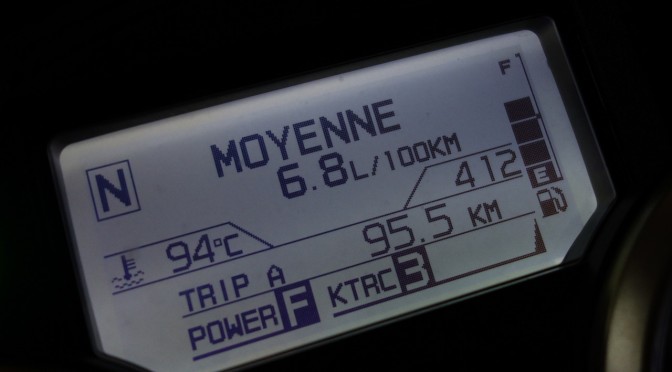 F
MOYENNE
6.8L/100KM
N
412
E
94°C
95.5 KM
TRIP A
POWER F
KTRC 3